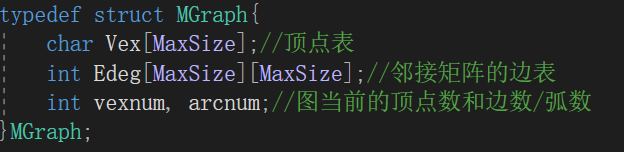 typedef struct MGraph{
char Vex[MaxSize];//顶点表
int Edeg[MaxSize][MaxSize];//邻接矩阵的边表
int vexnum, arcnum;//图当前的顶点数和边数/弧数
}MGraph;